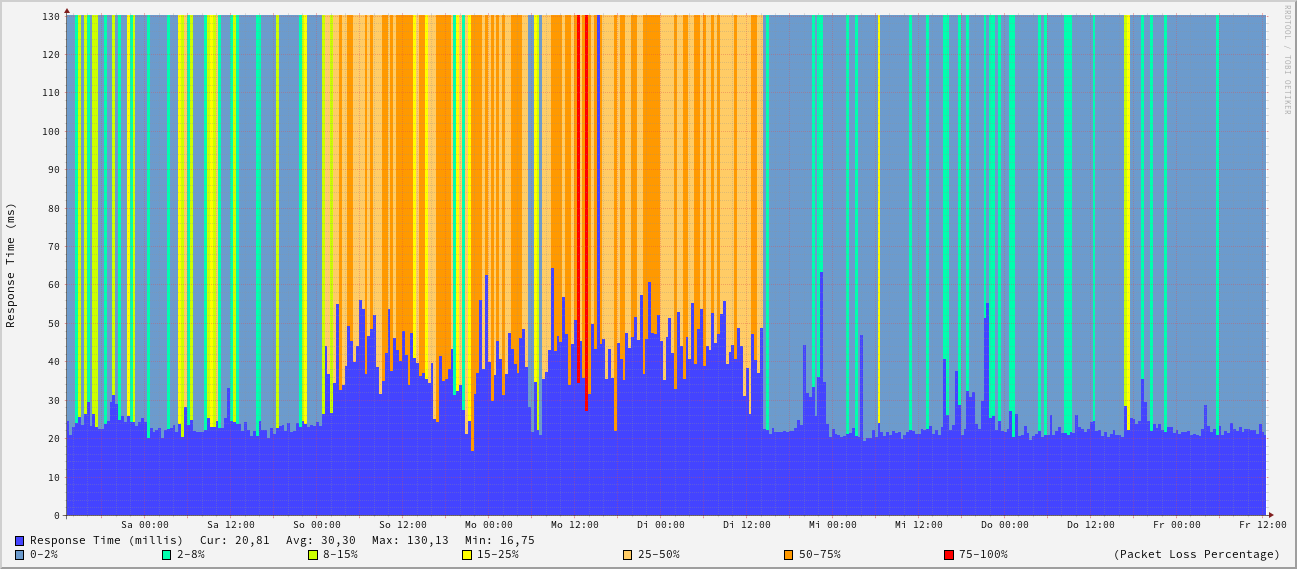 RRDTOOL / TOBI OETIKER
Response Time (ms)
130
120
110
100
90
80
70
60
50
40
30
20
10
0
Sa 00:00 Sa 12:00 So 00:00 So 12:00 Mo 00:00 Mo 12:00 Di 00:00 Di 12:00 Mi 00:00 Mi 12:00 Do 00:00 Do 12:00 Fr 00:00 Fr 12:00
Response Time (millis) Cur: 20,81 Avg: 30,30 Max: 130,13 Min: 16,75
0-2% 2-8% 8-15% 15-25% 25-50% 50-75% 75-100% (Packet Loss Percentage)